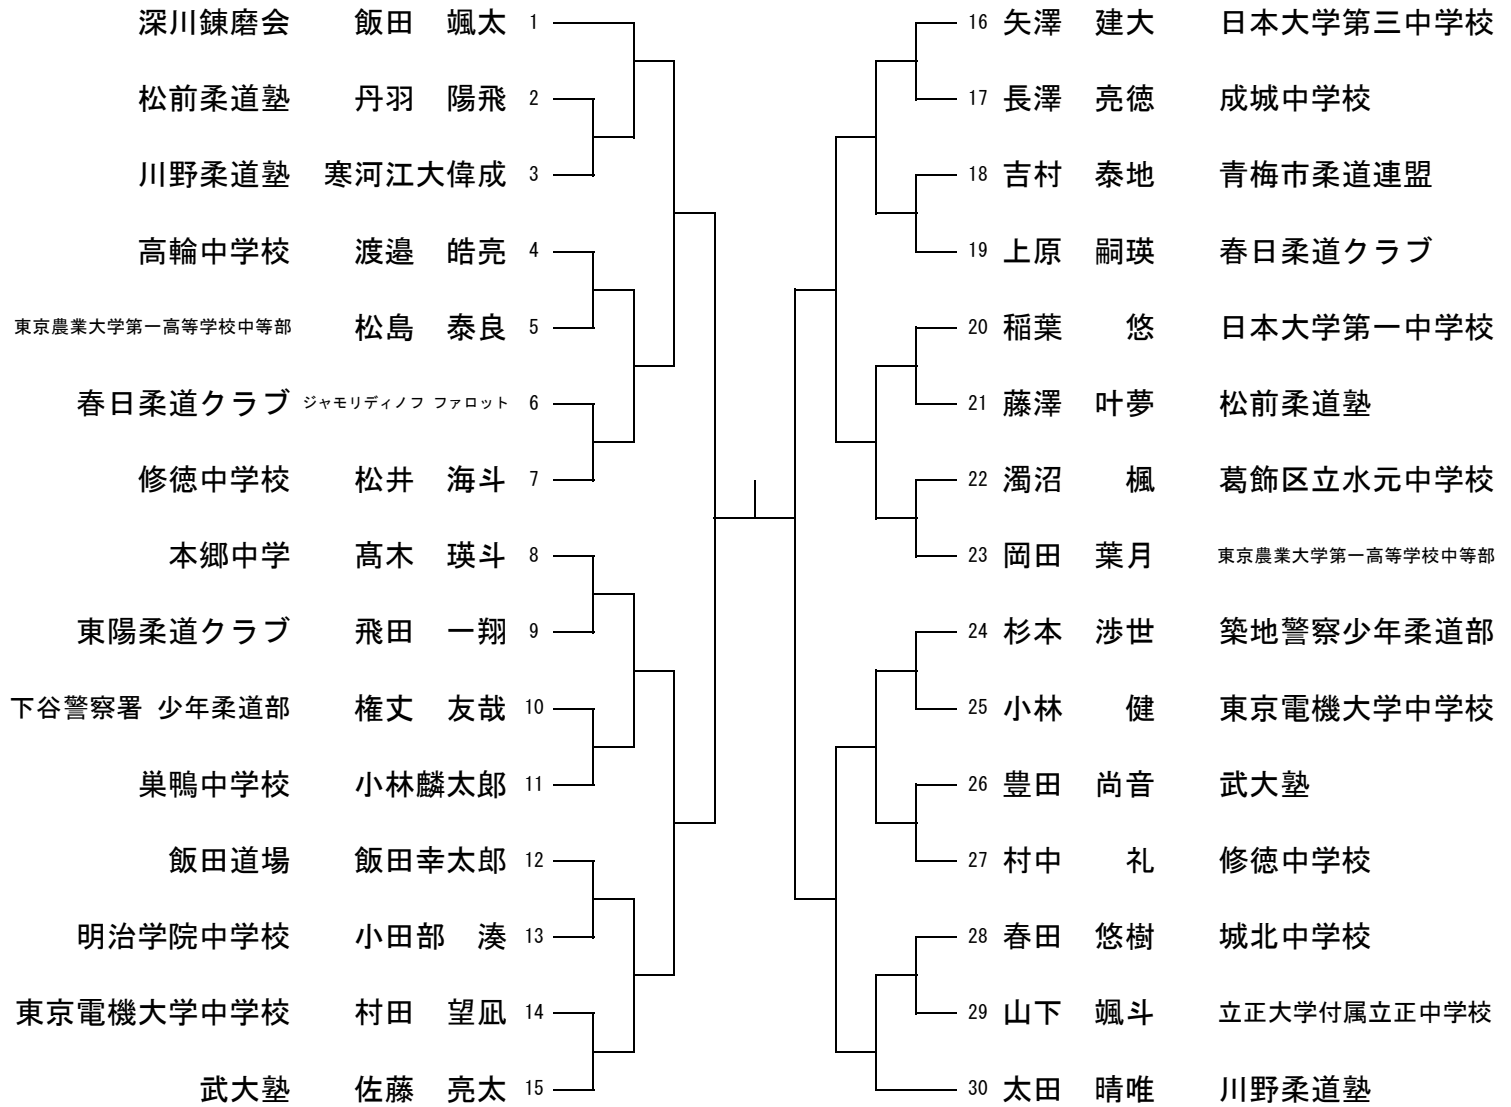 深川錬磨会 飯田 颯太 1
松前柔道塾 丹羽 陽飛 2
川野柔道塾 寒河江大偉成 3
高輪中学校 渡邉 皓亮 4
東京農業大学第一高等学校中等部 松島 泰良 5
春日柔道クラブ ジャモリディノフ ファロット 6
修徳中学校 松井 海斗 7
本郷中学 髙木 瑛斗 8
東陽柔道クラブ 飛田 一翔 9
下谷警察署 少年柔道部 権丈 友哉 10
巣鴨中学校 小林麟太郎 11
飯田道場 飯田幸太郎 12
明治学院中学校 小田部 湊 13
東京電機大学中学校 村田 望凪 14
武大塾 佐藤 亮太 15
16 矢澤 建大 日本大学第三中学校
17 長澤 亮徳 成城中学校
18 吉村 泰地 青梅市柔道連盟
19 上原 嗣瑛 春日柔道クラブ
20 稲葉 悠 日本大学第一中学校
21 藤澤 叶夢 松前柔道塾
22 濁沼 楓 葛飾区立水元中学校
23 岡田 葉月 東京農業大学第一高等学校中等部
24 杉本 渉世 築地警察少年柔道部
25 小林 健 東京電機大学中学校
26 豊田 尚音 武大塾
27 村中 礼 修徳中学校
28 春田 悠樹 城北中学校
29 山下 颯斗 立正大学付属立正中学校
30 太田 晴唯 川野柔道塾